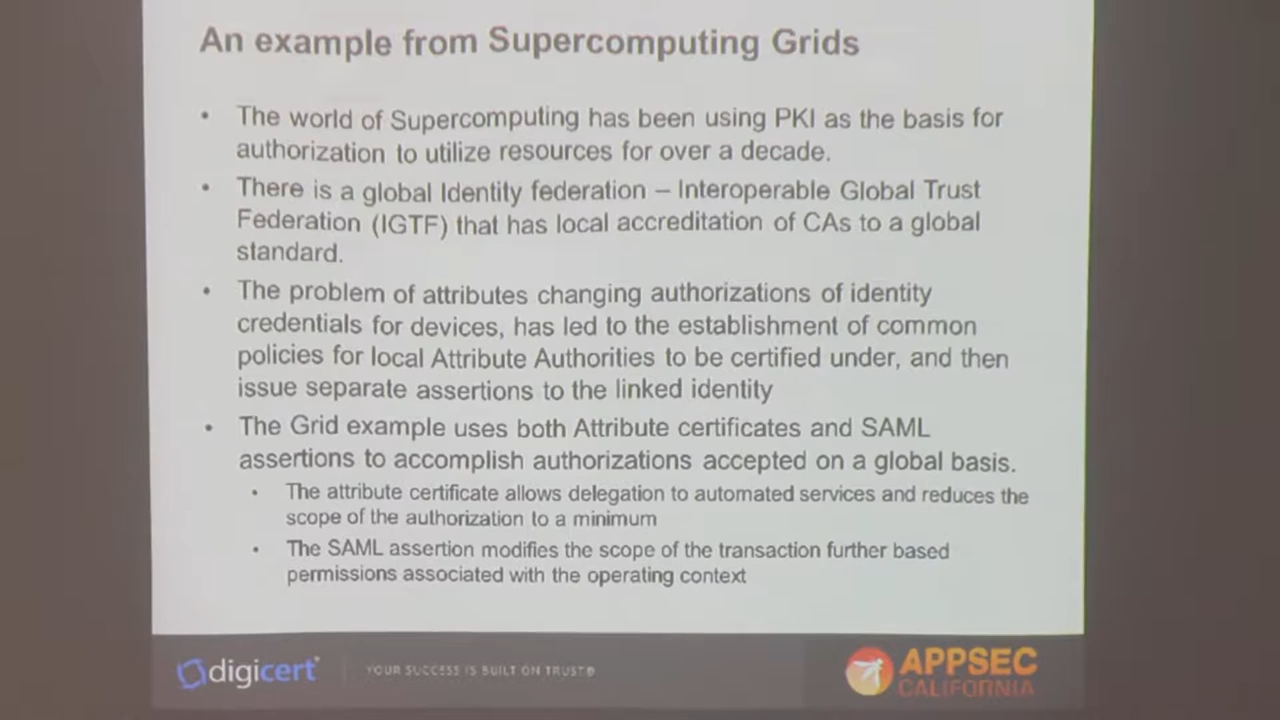 An example from Supercomputing Grids
• The world of Supercomputing has been using PKI as the basis for
authorization to utilize resources for over a decade.
• There is a global Identity federation – Interoperable Global Trust
Federation (IGTF) that has local accreditation of CAs to a global
standard.
• The problem of attributes changing authorizations of identity
credentials for devices, has led to the establishment of common
policies for local Attribute Authorities to be certified under, and then
issue separate assertions to the linked identity
• The Grid example uses both Attribute certificates and SAML
assertions to accomplish authorizations accepted on a global basis.
• The attribute certificate allows delegation to automated services and reduces the
scope of the authorization to a minimum
• The SAML assertion modifies the scope of the transaction further based
permissions associated with the operating context
digicert
YOUR SUCCESS IS BUILT ON TRUST®
APPSEC
CALIFORNIA